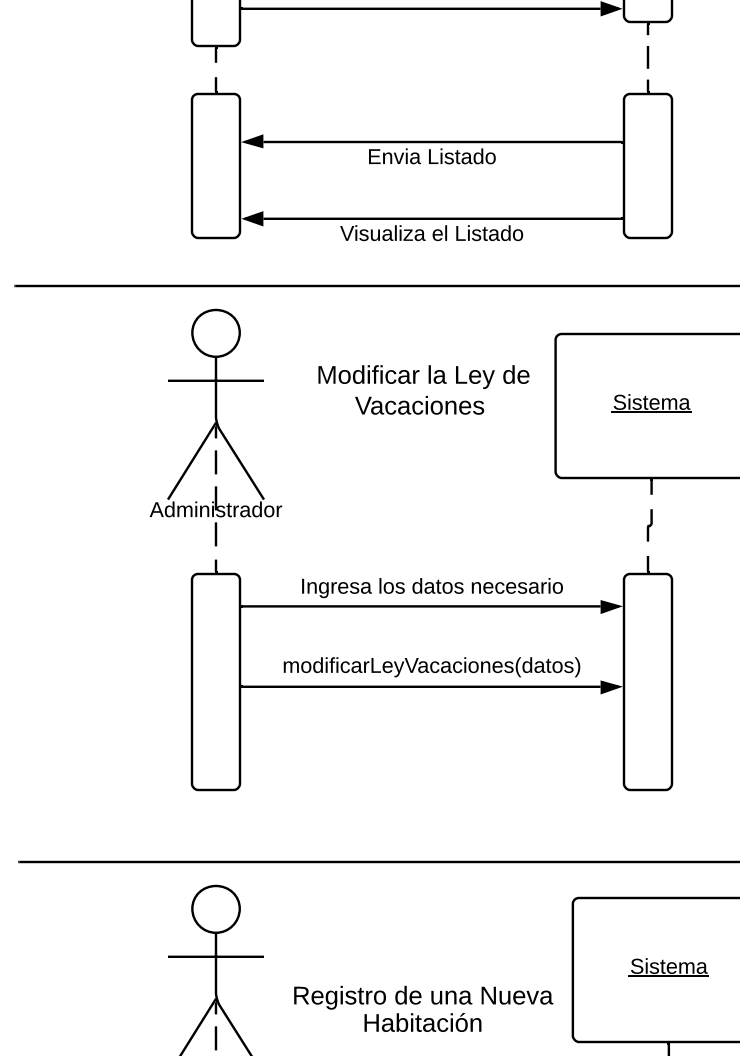 Envia Listado
Visualiza el Listado
Modificar la Ley de
Vacaciones
Sistema
Administrador
Ingresa los datos necesario
modificarLeyVacaciones(datos)
Sistema
Registro de una Nueva
Habitación